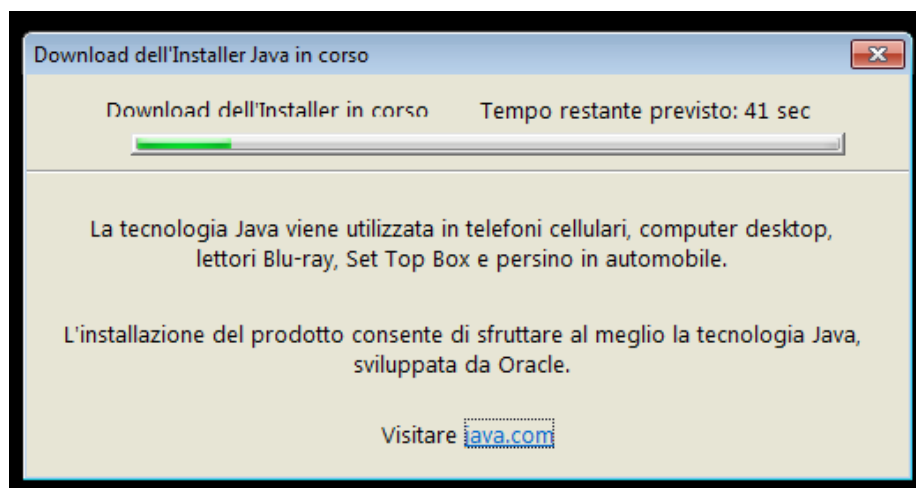 Download dell'Installer Java in corso
Download dell'Installer in corso Tempo restante previsto: 41 sec
La tecnologia Java viene utilizzata in telefoni cellulari, computer desktop,
lettori Blu-ray, Set Top Box e persino in automobile.
L'installazione del prodotto consente di sfruttare al meglio la tecnologia Java,
sviluppata da Oracle.
Visitare java.com